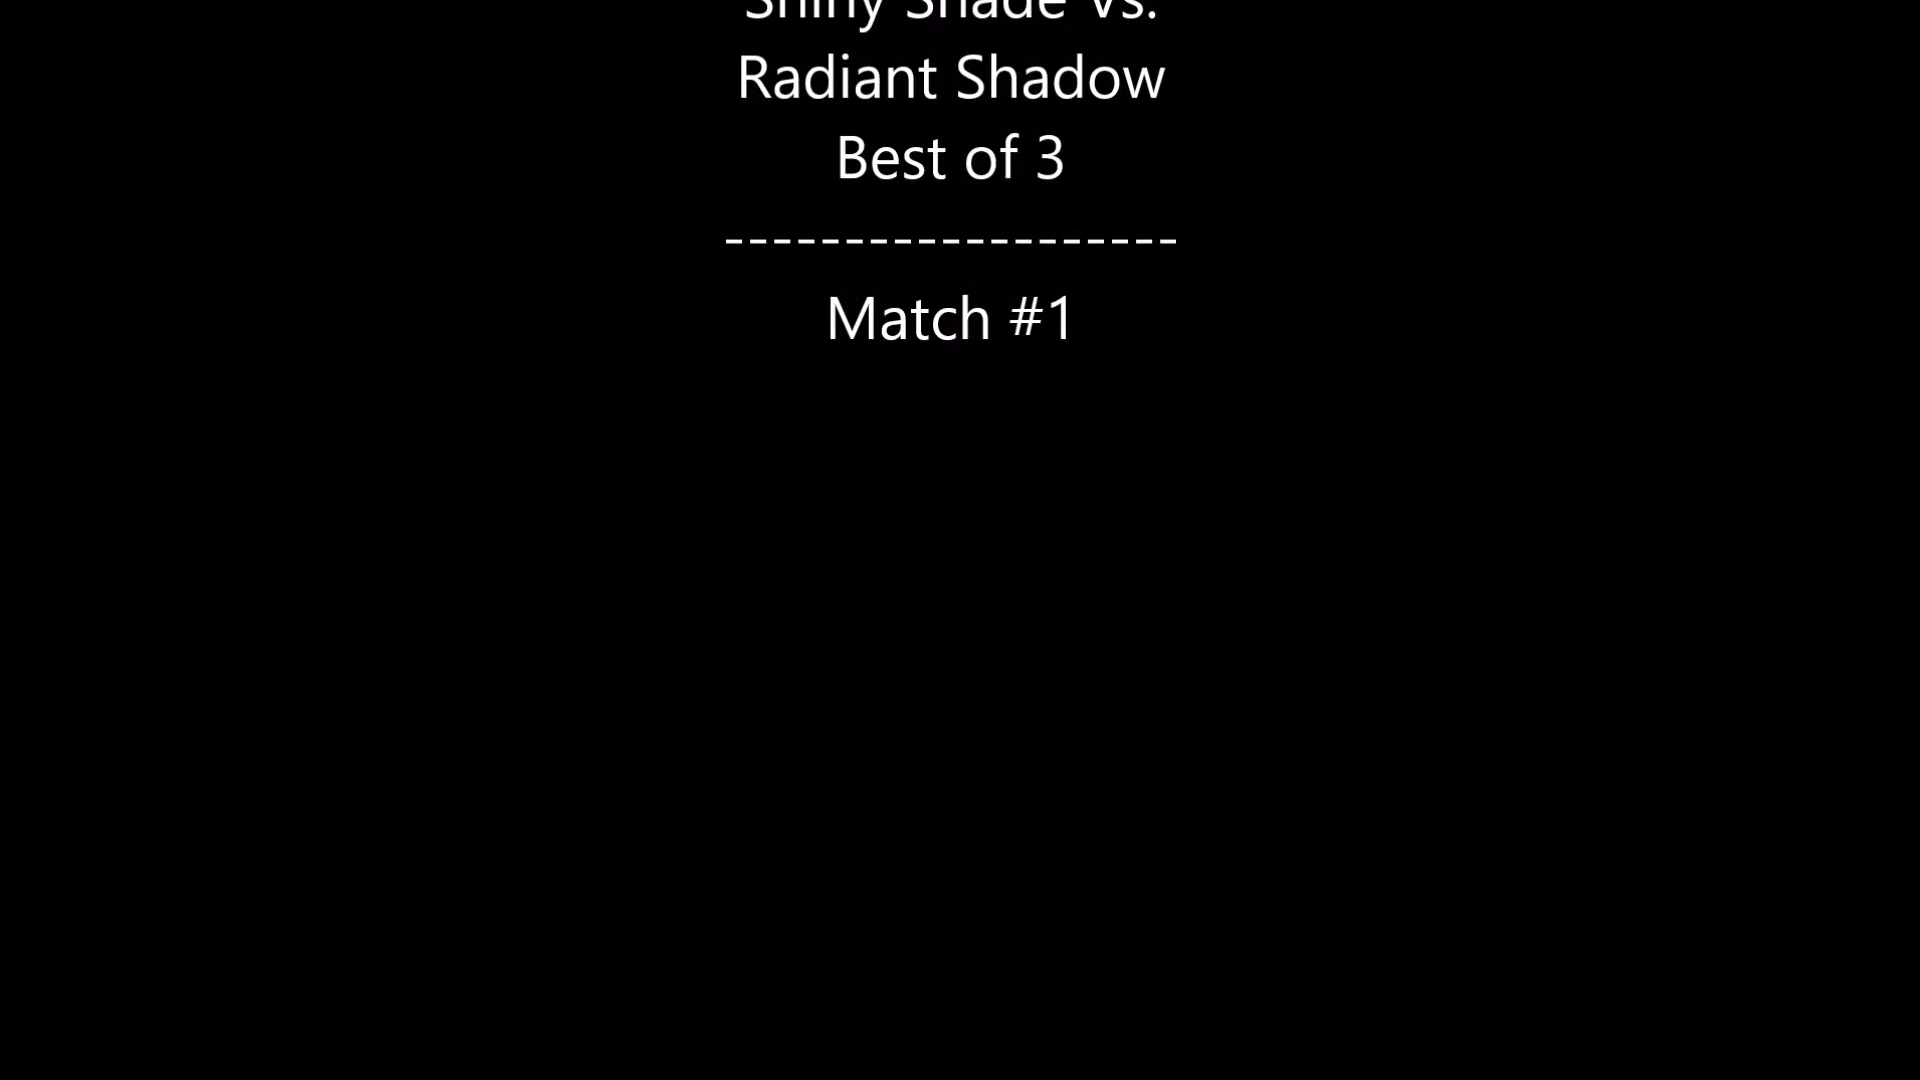 Shiny Shade Vs.
Radiant Shadow
Best of 3
-------------------
Match #1